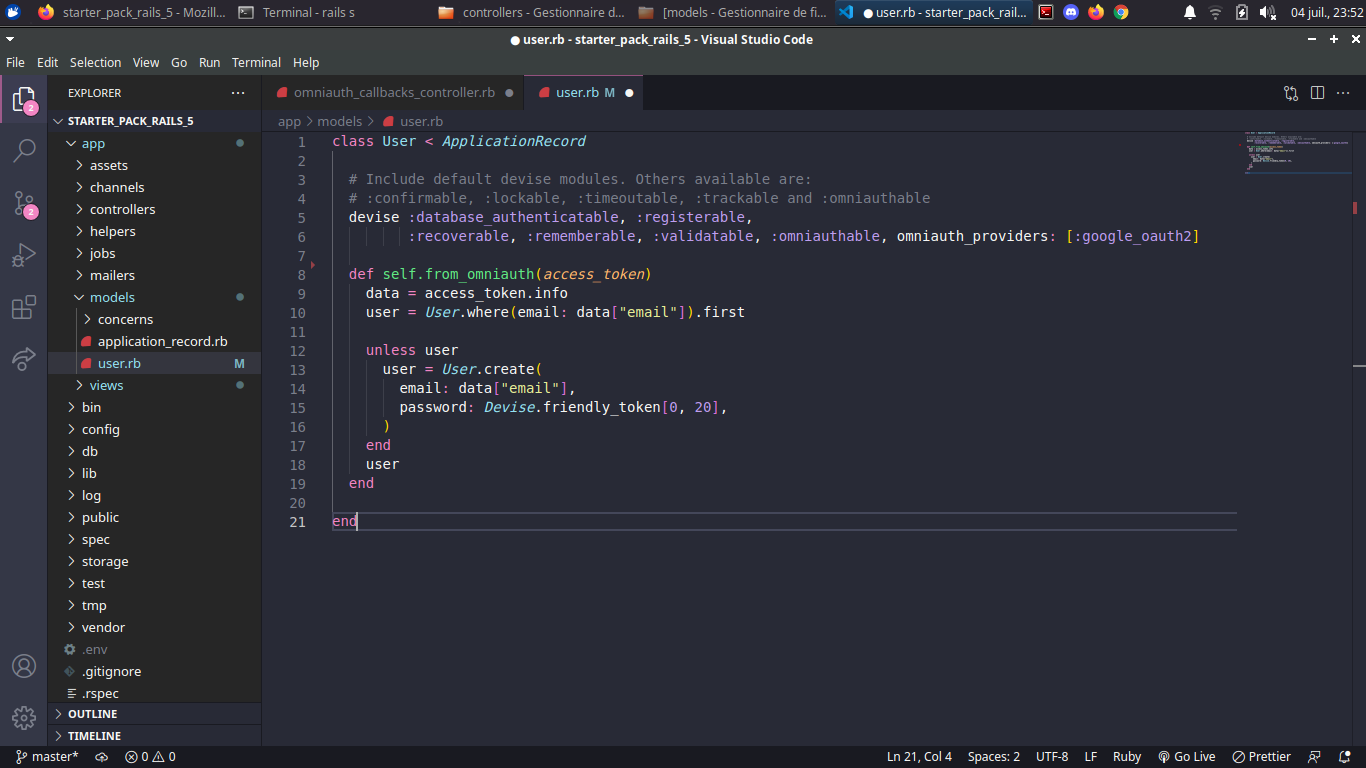 starter_pack_rails_5 - Mozill...
Terminal - rails s
controllers - Gestionnaire d...
[models - Gestionnaire de fi...
● user.rb - starter_pack_rail...
04 juil., 23:52
● user.rb - starter_pack_rails_5 - Visual Studio Code
File Edit Selection View Go Run Terminal Help
EXPLORER
omniauth_callbacks_controller.rb ●
user.rb M ●
2
2
STARTER_PACK_RAILS_5
app
assets
channels
controllers
helpers
jobs
mailers
models
concerns
application_record.rb
user.rb M
views
bin
config
db
lib
log
public
spec
storage
test
tmp
vendor
.env
.gitignore
.rspec
OUTLINE
TIMELINE
app > models > user.rb
1 class User < ApplicationRecord
2
3 # Include default devise modules. Others available are:
4 # :confirmable, :lockable, :timeoutable, :trackable and :omniauthable
5 devise :database_authenticatable, :registerable,
6 :recoverable, :rememberable, :validatable, :omniauthable, omniauth_providers: [:google_oauth2]
7
8 def self.from_omniauth(access_token)
9 data = access_token.info
10 user = User.where(email: data["email"]).first
11
12 unless user
13 user = User.create(
14 email: data["email"],
15 password: Devise.friendly_token[0, 20],
16 )
17 end
18 user
19 end
20
21 end
master* 0 0 Ln 21, Col 4 Spaces: 2 UTF-8 LF Ruby Go Live Prettier